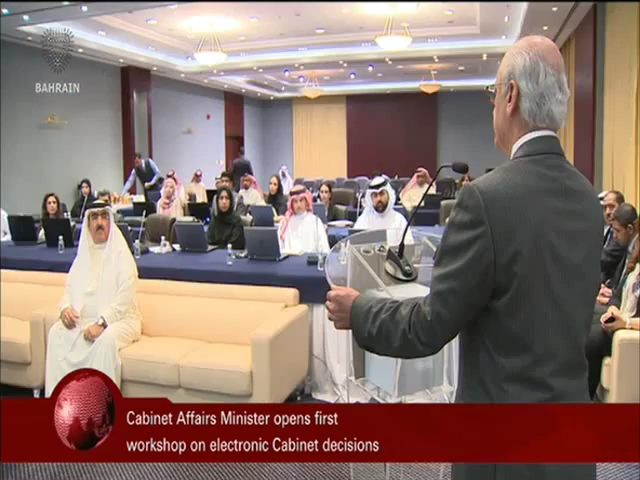 BAHRAIN
Cabinet Affairs Minister opens first
workshop on electronic Cabinet decisions